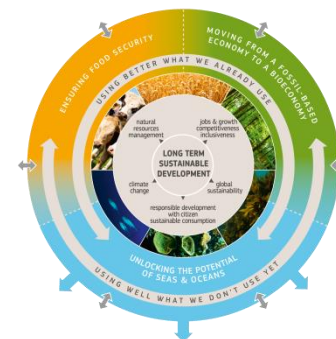 ENSURING FOOD SECURITY
MOVING FROM A FOSSIL-BASED
ECONOMY TO A BIOECONOMY
USING BETTER WHAT WE ALREADY USE
natural
resources
management
jobs & growth
competitiveness
inclusiveness
LONG TERM
SUSTAINABLE
DEVELOPMENT
climate
change
global
sustainability
responsible development
with citizen
sustainable consumption
UNLOCKING THE POTENTIAL
OF SEAS & OCEANS
USING WELL WHAT WE DON'T USE YET